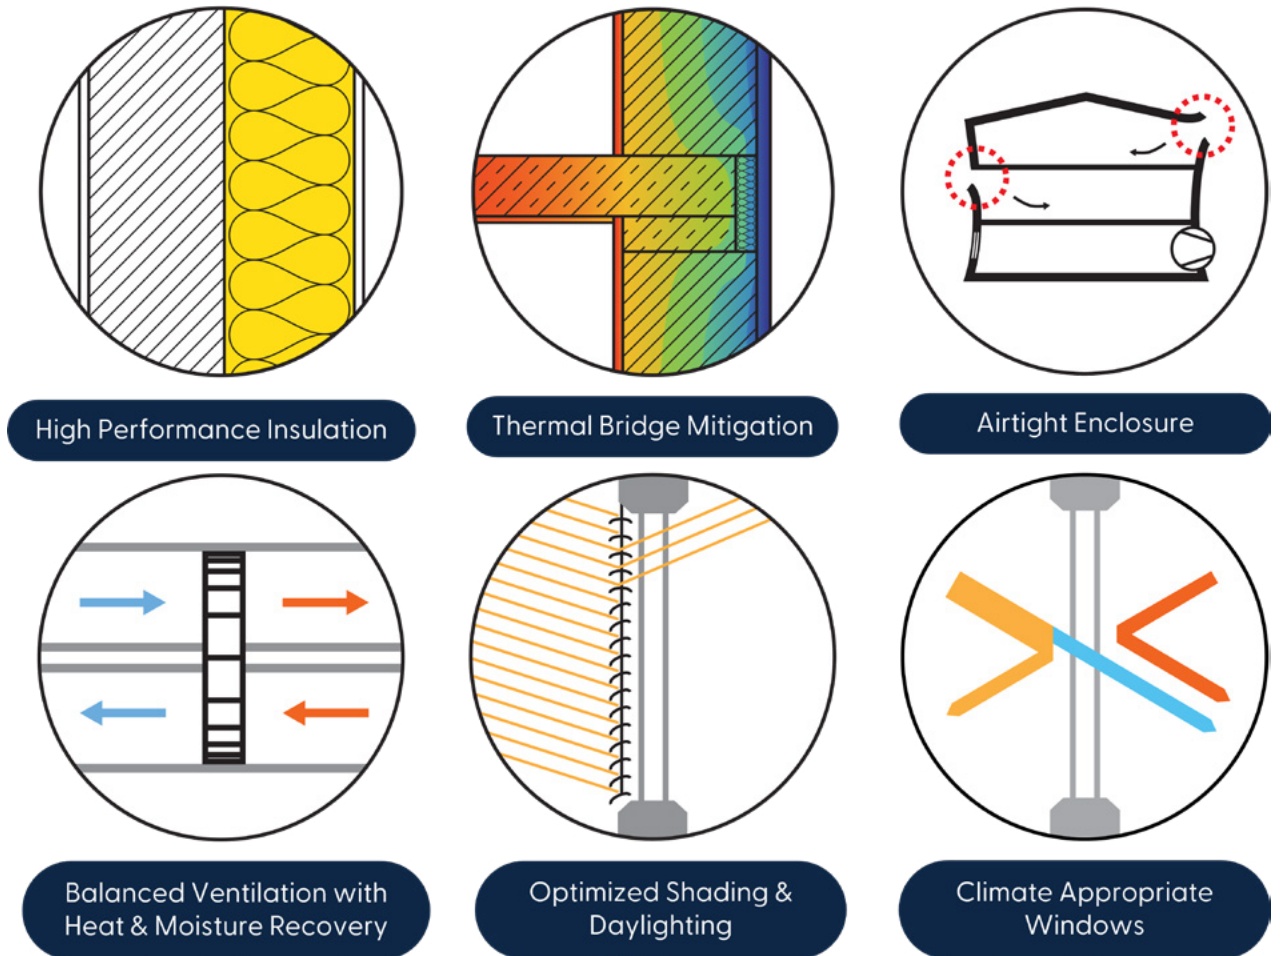 High Performance Insulation
Thermal Bridge Mitigation
Airtight Enclosure
Balanced Ventilation with
Heat & Moisture Recovery
Optimized Shading &
Daylighting
Climate Appropriate
Windows